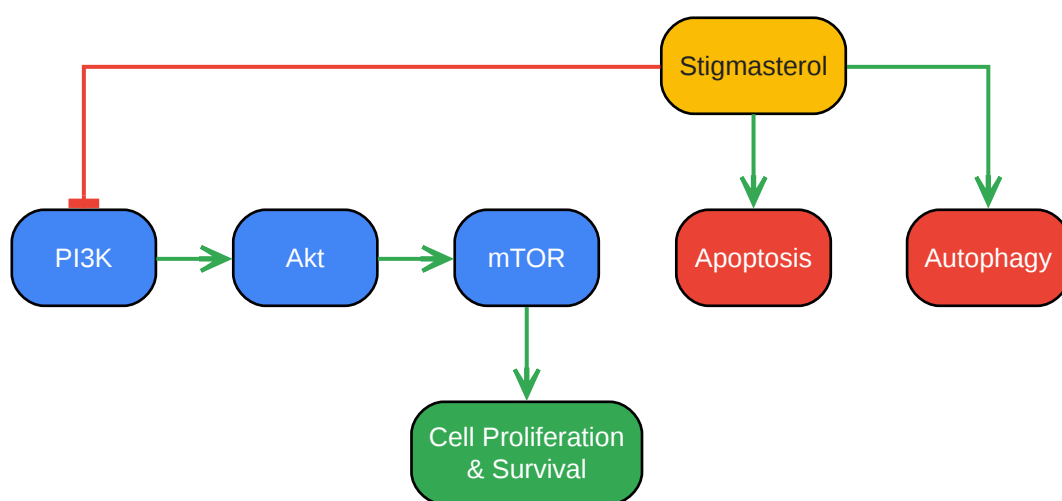 Stigmasterol
PI3K
Akt
mTOR
Apoptosis
Autophagy
Cell Proliferation
& Survival